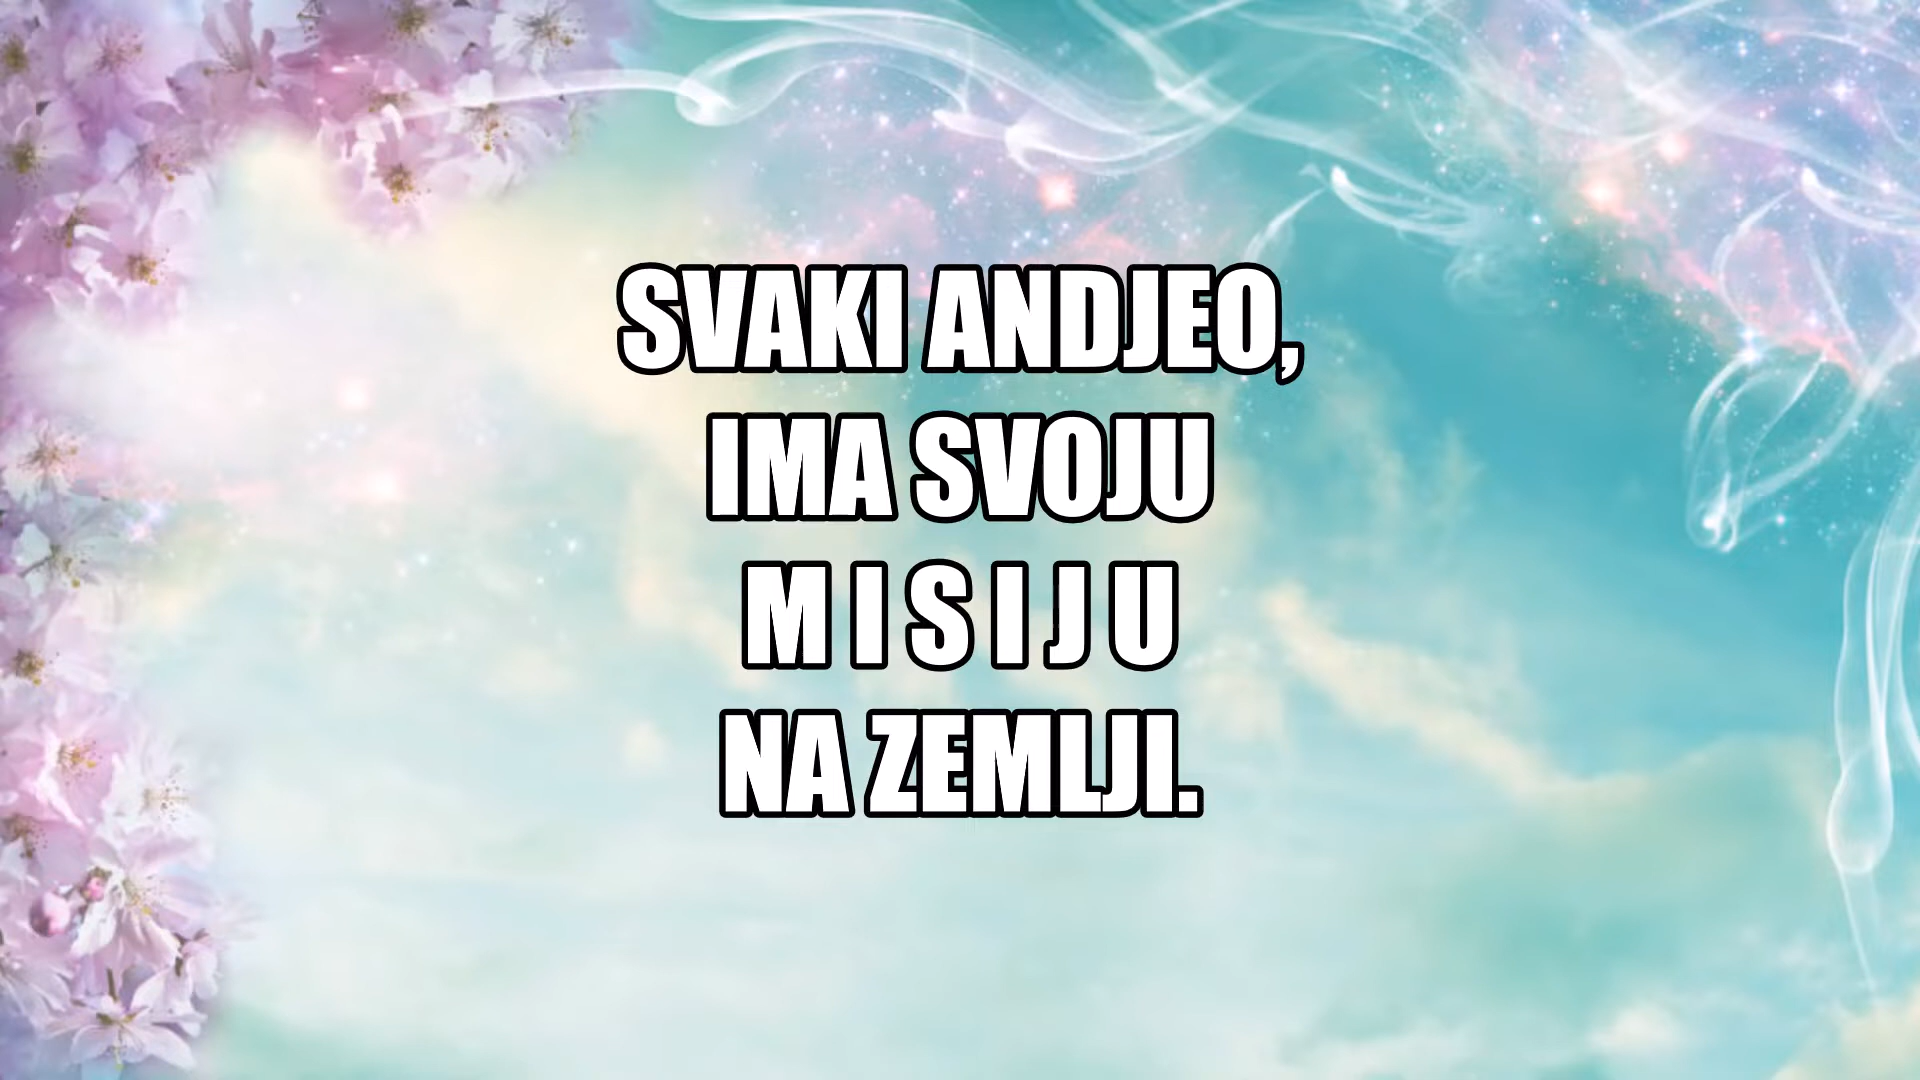 SVAKI ANDJEO,
IMA SVOJU
M I S I J U
NA ZEMLJI.